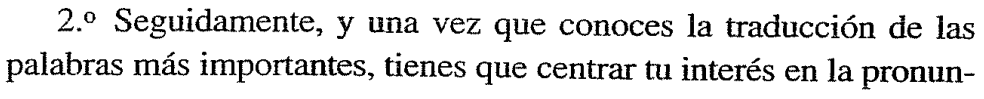 2.º Seguidamente, y una vez que conoces la traducción de las
palabras más importantes, tienes que centrar tu interés en la pronun-